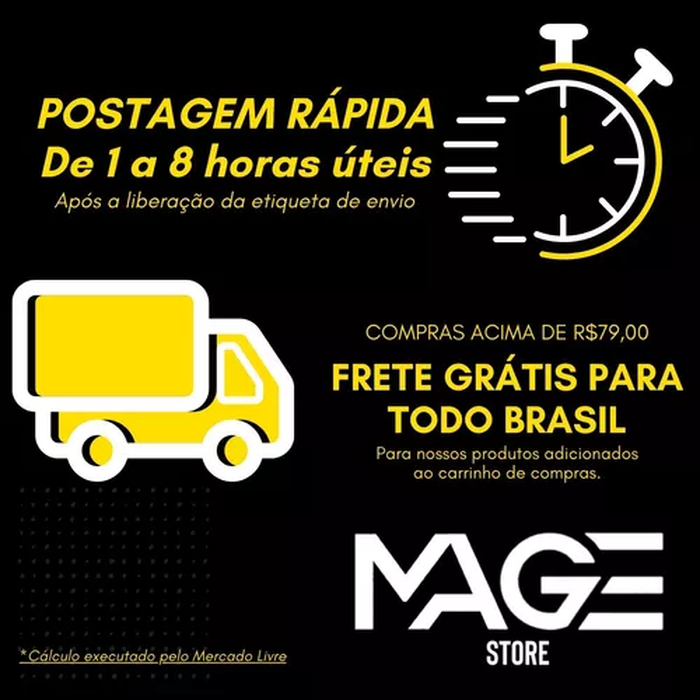 POSTAGEM RÁPIDA
De 1 a 8 horas úteis
Após a liberação da etiqueta de envio
COMPRAS ACIMA DE R$79,00
FRETE GRÁTIS PARA
TODO BRASIL
Para nossos produtos adicionados
ao carrinho de compras.
MAGE
STORE
*Cálculo executado pelo Mercado Livre